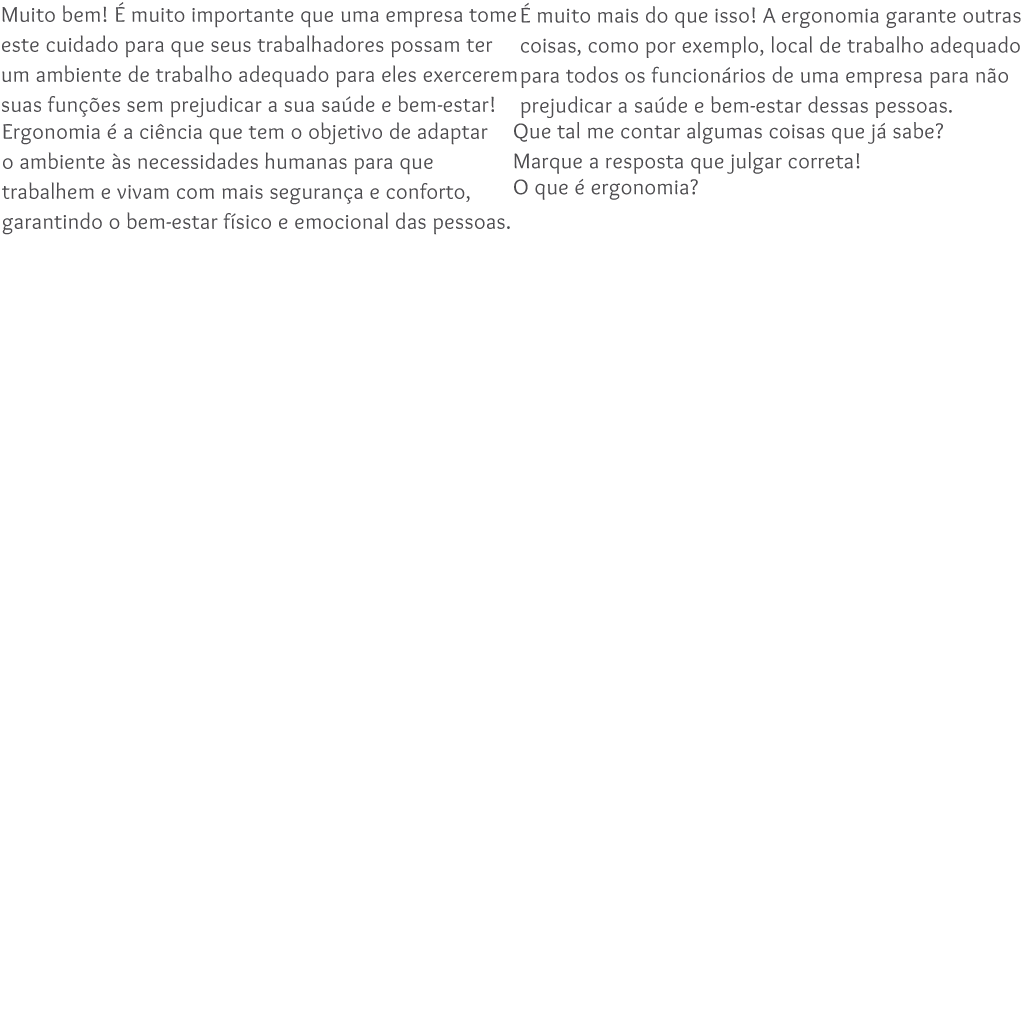 Muito bem! É muito importante que uma empresa tome
este cuidado para que seus trabalhadores possam ter
um ambiente de trabalho adequado para eles exercerem
suas funções sem prejudicar a sua saúde e bem-estar!
É muito mais do que isso! A ergonomia garante outras
coisas, como por exemplo, local de trabalho adequado
para todos os funcionários de uma empresa para não
prejudicar a saúde e bem-estar dessas pessoas.
Ergonomia é a ciência que tem o objetivo de adaptar
o ambiente às necessidades humanas para que
trabalhem e vivam com mais segurança e conforto,
garantindo o bem-estar físico e emocional das pessoas.
Que tal me contar algumas coisas que já sabe?
Marque a resposta que julgar correta!
O que é ergonomia?